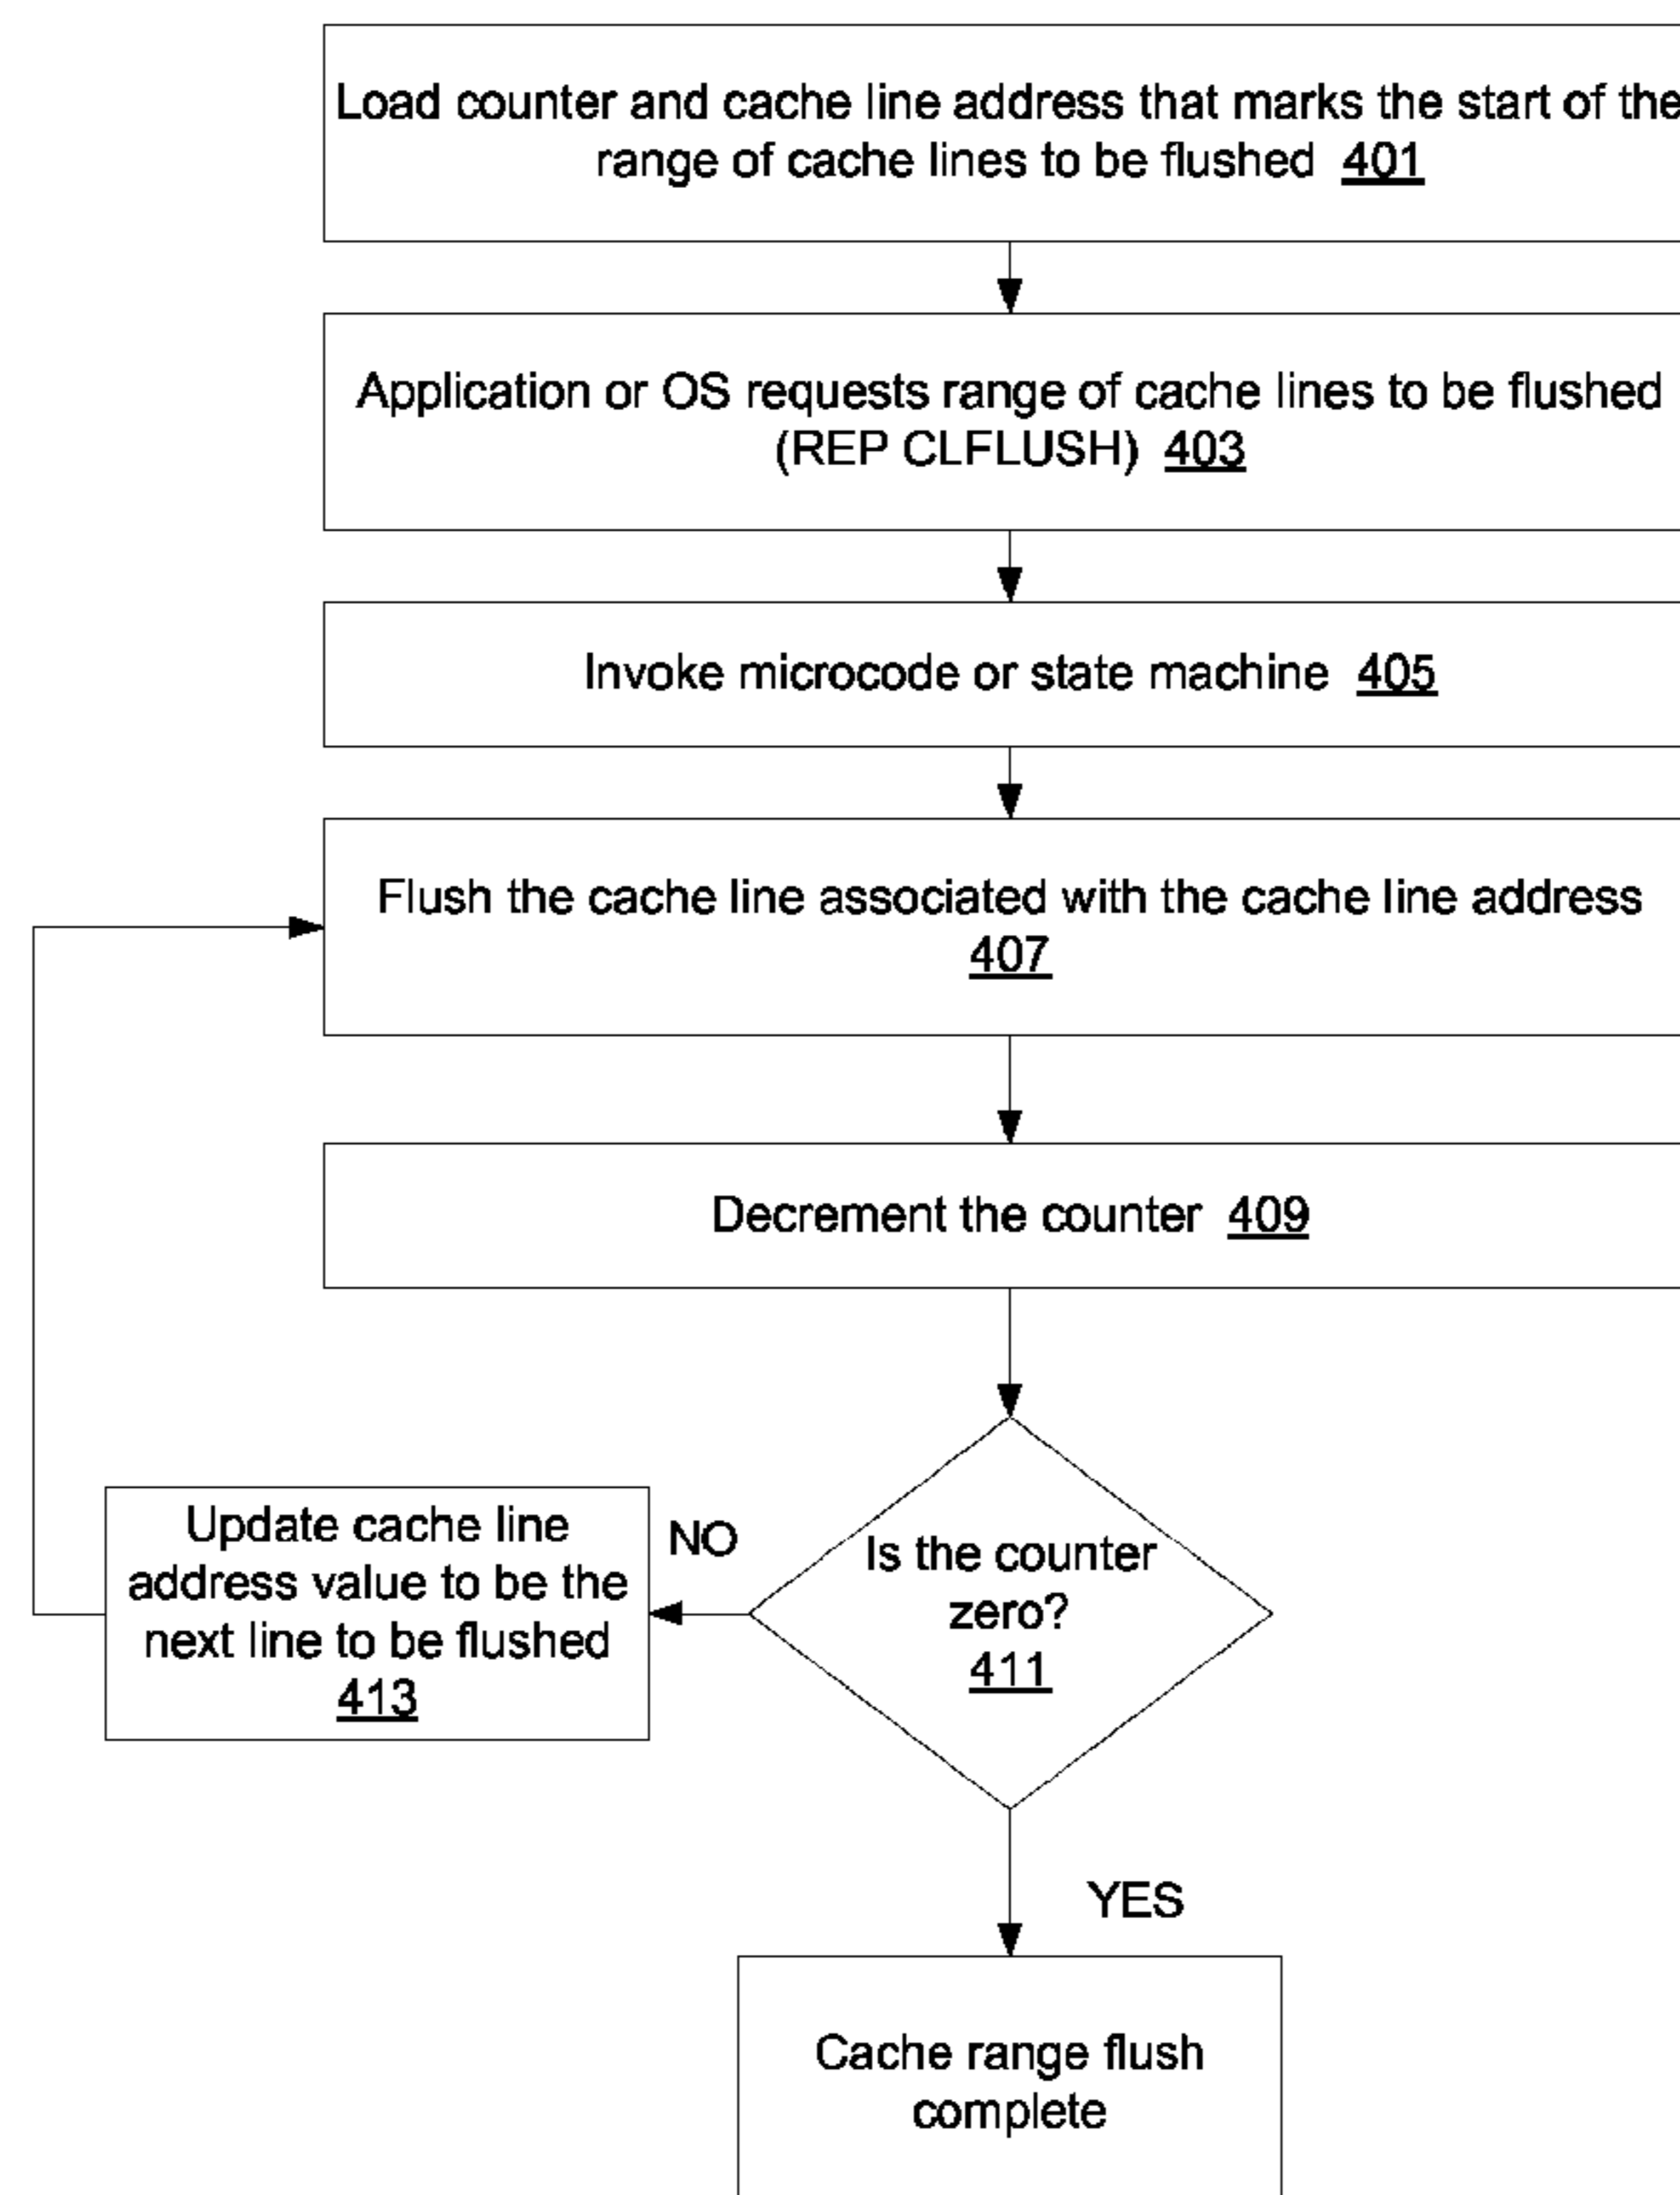 Load counter and cache line address that marks the start of the
range of cache lines to be flushed 401
Application or OS requests range of cache lines to be flushed
(REP CLFLUSH) 403
Invoke microcode or state machine 405
Flush the cache line associated with the cache line address
407
Decrement the counter 409
Is the counter
zero?
411
NO
Update cache line
address value to be the
next line to be flushed
413
YES
Cache range flush
complete